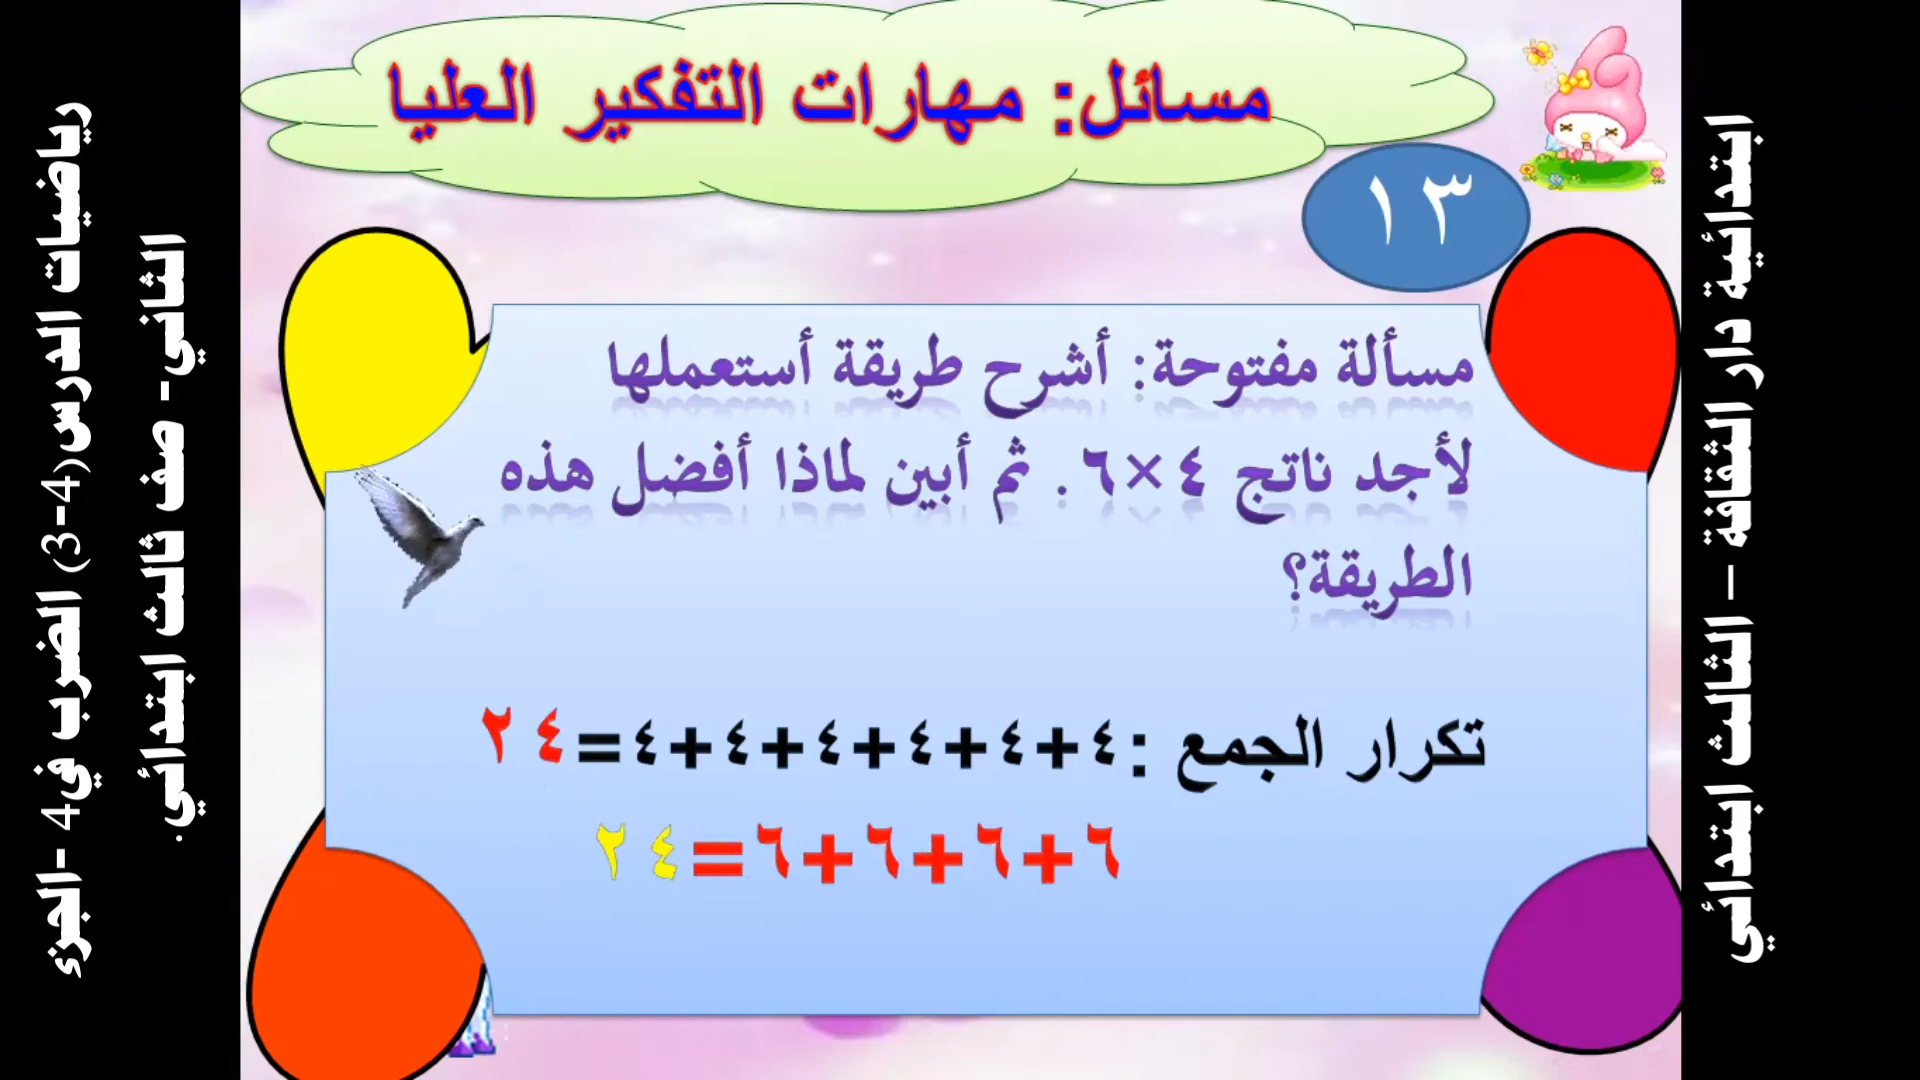 مسائل: مهارات التفكير العليا
١٣
مسألة مفتوحة: أشرح طريقة أستعملها
لأجد ناتج ٤×٦. ثم أبين لماذا أفضل هذه
الطريقة؟
تكرار الجمع :٤+٤+٤+٤+٤+٤=٢٤
٦+٦+٦+٦=٢٤
ابتدائية دار الثقافة – الثالث ابتدائي
رياضيات الدرس(4-3) الضرب في4 -الجزء
الثاني- صف ثالث ابتدائي.